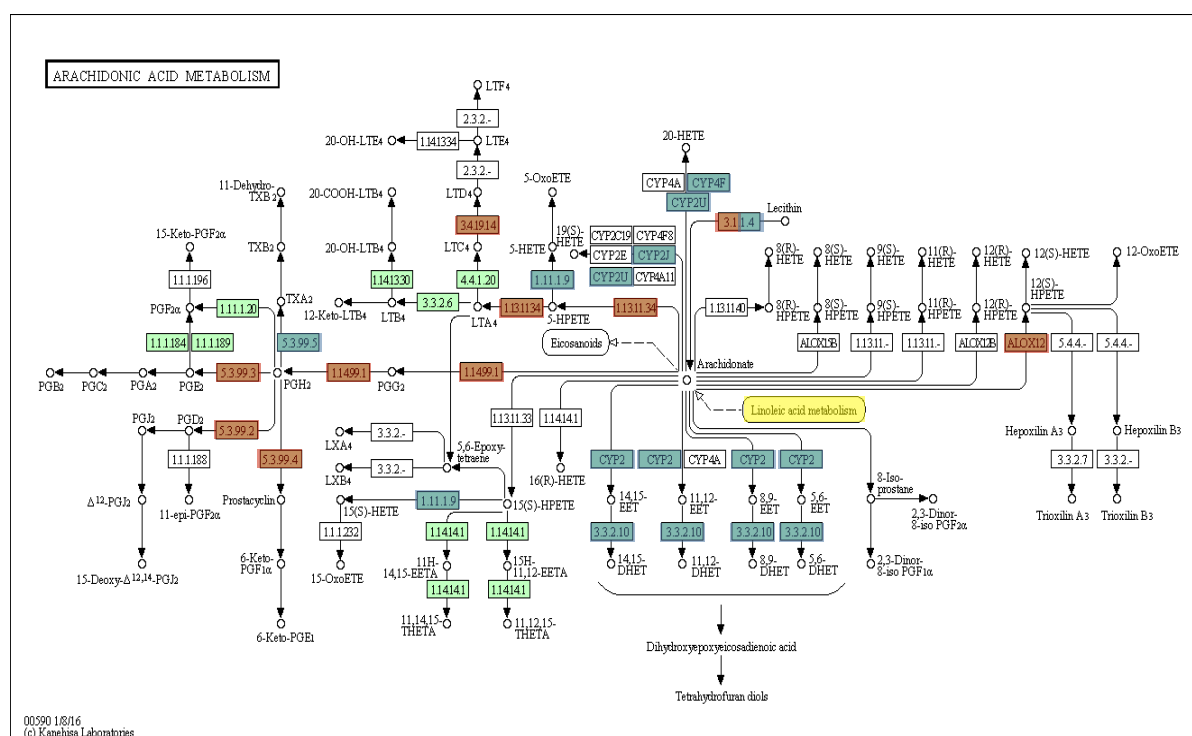 ARACHIDONIC ACID METABOLISM
LTF4
2.3.2.-
20-OH-LTE4
1.14.13.34
LTE4
2.3.2.-
LTD4
3.4.19.14
LTC4
4.4.1.20
LTA4
11-Dehydro-
TXB2
TXB2
TXA2
5.3.99.5
20-COOH-LTB4
20-OH-LTB4
1.14.13.30
12-Keto-LTB4
LTB4
3.3.2.6
5-OxoETE
5-HETE
1.11.1.9
1.13.11.34
5-HPETE
1.13.11.34
15-Keto-PGF2α
1.1.1.196
PGF2α
1.11.1.20
1.1.1.184
1.1.1.189
20-HETE
CYP4A
CYP4F
CYP2U
19(S)-
HETE
CYP2C19
CYP4F8
CYP2E
CYP2J
CYP2U
CYP4A11
3.1.1.4
Lecithin
8(R)-
HETE
8(S)-
HETE
9(S)-
HETE
11(R)-
HETE
12(R)-
HETE
12(S)-HETE
12-OxoETE
1.13.11.40
8(R)-
HPETE
8(S)-
HPETE
9(S)-
HPETE
11(R)-
HPETE
12(R)-
HPETE
12(S)-
HPETE
ALOX15B
1.13.11.-
1.13.11.-
ALOX12B
ALOX12
5.4.4.-
5.4.4.-
Eicosanoids
Arachidonate
Linoleic acid metabolism
PGB2
PGC2
PGA2
PGE2
5.3.99.3
PGH2
1.14.99.1
PGG2
1.14.99.1
PGJ2
PGD2
5.3.99.2
1.1.1.188
5.3.99.4
Δ12-PGJ2
11-epi-PGF2α
Prostacyclin
15-Deoxy-Δ12,14-PGJ2
6-Keto-
PGF1α
6-Keto-PGE1
LXA4
3.3.2.-
LXB4
3.3.2.-
5,6-Epoxy-
tetraene
1.13.11.33
1.14.14.1
16(R)-HETE
15(S)-HETE
1.11.1.9
15(S)-HPETE
1.1.1.232
15-OxoETE
1.14.14.1
1.14.14.1
11H-
14,15-EETA
15H-
11,12-EETA
1.14.14.1
1.14.14.1
11,14,15-
THETA
11,12,15-
THETA
CYP2
CYP2
CYP4A
CYP2
CYP2
14,15-
EET
11,12-
EET
8,9-
EET
5,6-
EET
3.3.2.10
3.3.2.10
3.3.2.10
3.3.2.10
14,15-
DHET
11,12-
DHET
8,9-
DHET
5,6-
DHET
8-Iso-
prostane
2,3-Dinor-
8-iso PGF2α
2,3-Dinor-
8-iso PGF1α
Hepoxilin A3
Hepoxilin B3
3.3.2.7
3.3.2.-
Trioxilin A3
Trioxilin B3
Dihydroxyepoxyeicosadienoic acid
Tetrahydrofuran diols
00590 1/8/16
(c) Kanehisa Laboratories